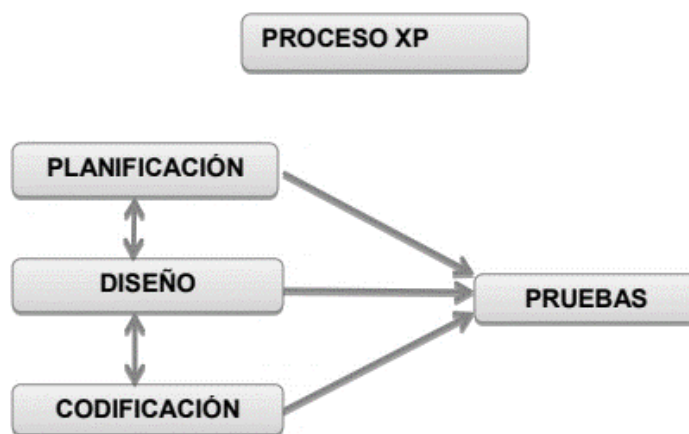 PROCESO XP
PLANIFICACIÓN
DISEÑO
PRUEBAS
CODIFICACIÓN